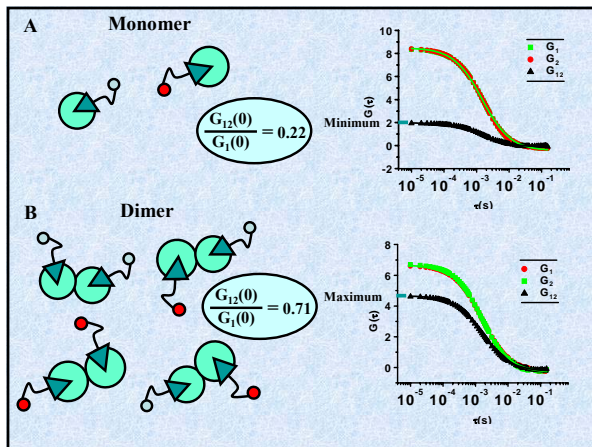 A
Monomer
G12(0)
G1(0)
= 0.22
10
8
6
4
Minimum
2
0
-2
G(τ)
10⁻⁵ 10⁻⁴ 10⁻³ 10⁻² 10⁻¹
τ(s)
G1
G2
G12
B
Dimer
G12(0)
G1(0)
= 0.71
8
6
Maximum
4
2
0
G(τ)
10⁻⁵ 10⁻⁴ 10⁻³ 10⁻² 10⁻¹
τ(s)
G1
G2
G12